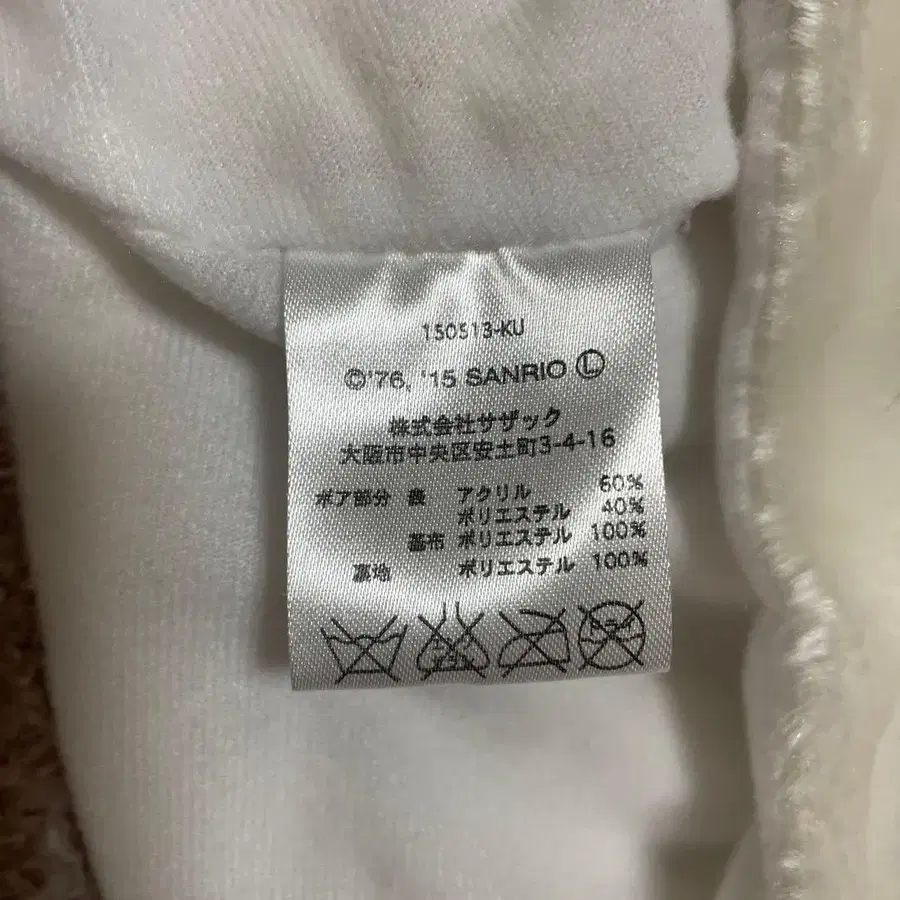 150513-KU
©'76, '15 SANRIO Ⓛ
株式会社サザック
大阪市中央区安土町3-4-16
ボア部分 表 アクリル 60%
ポリエステル 40%
基布 ポリエステル 100%
裏地 ポリエステル 100%